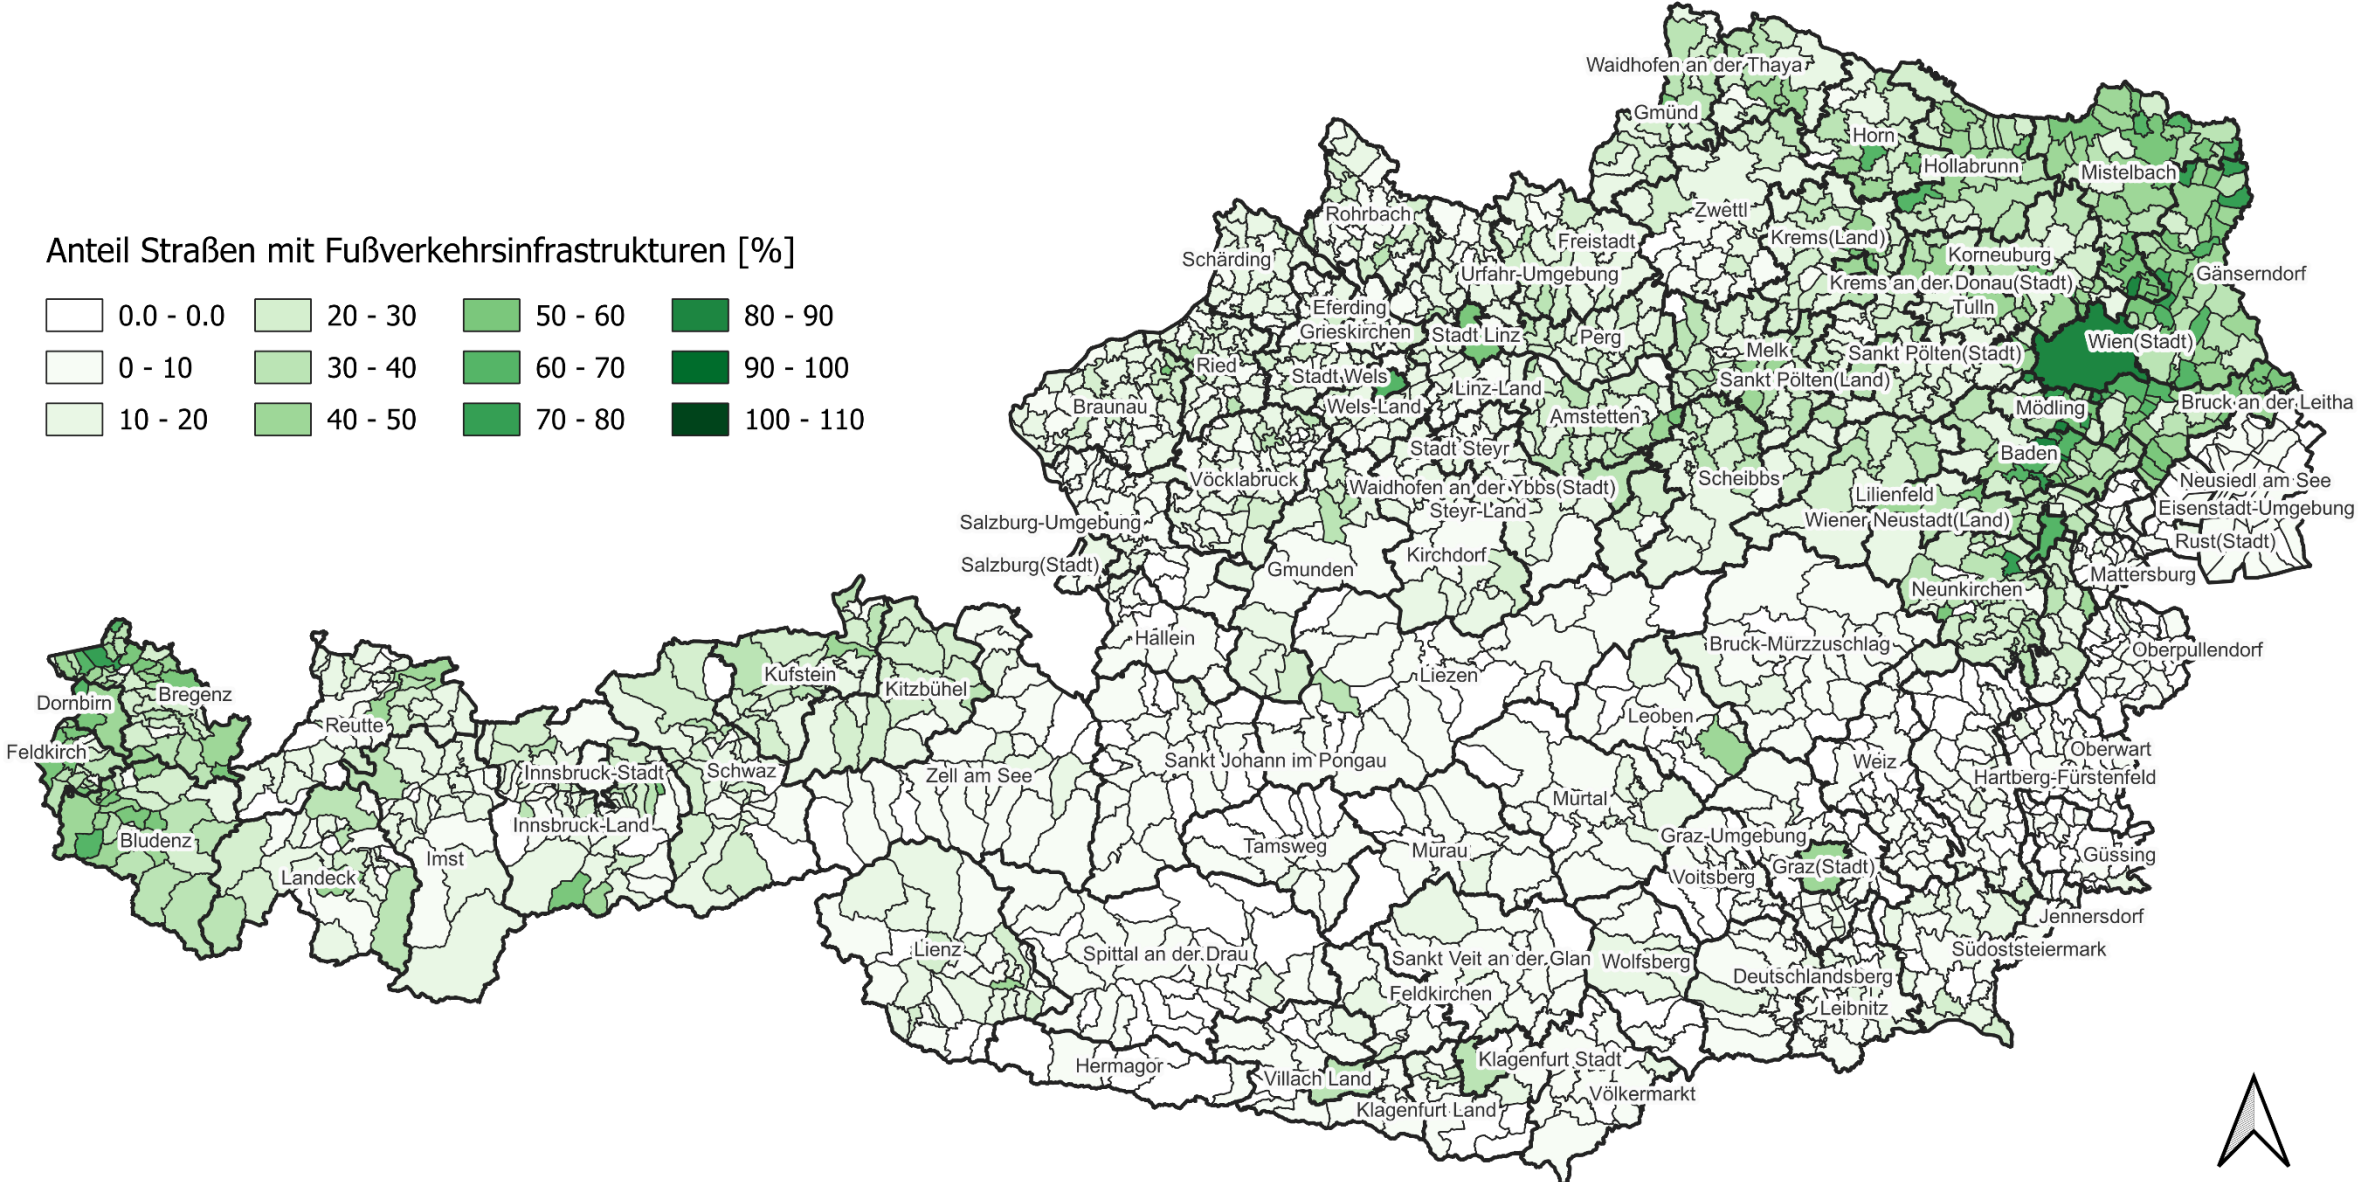 Anteil Straßen mit Fußverkehrsinfrastrukturen [%]
0.0 - 0.0
20 - 30
50 - 60
80 - 90
0 - 10
30 - 40
60 - 70
90 - 100
10 - 20
40 - 50
70 - 80
100 - 110
Waidhofen an der Thaya
Gmünd
Horn
Hollabrunn
Mistelbach
Zwettl
Rohrbach
Krems(Land)
Freistadt
Schärding
Korneuburg
Urfahr-Umgebung
Gänserndorf
Krems an der Donau(Stadt)
Eferding
Tulln
Grieskirchen
Stadt Linz
Perg
Wien(Stadt)
Melk
Sankt Pölten(Stadt)
Ried
Stadt Wels
Sankt Pölten(Land)
Linz-Land
Bruck an der Leitha
Braunau
Wels-Land
Mödling
Amstetten
Stadt Steyr
Baden
Vöcklabruck
Scheibbs
Neusiedl am See
Waidhofen an der Ybbs(Stadt)
Lilienfeld
Steyr-Land
Eisenstadt-Umgebung
Salzburg-Umgebung
Wiener Neustadt(Land)
Rust(Stadt)
Kirchdorf
Salzburg(Stadt)
Gmunden
Mattersburg
Neunkirchen
Hallein
Bruck-Mürzzuschlag
Oberpullendorf
Kufstein
Liezen
Kitzbühel
Bregenz
Dornbirn
Leoben
Reutte
Feldkirch
Oberwart
Sankt Johann im Pongau
Weiz
Innsbruck-Stadt
Schwaz
Zell am See
Hartberg-Fürstenfeld
Murtal
Innsbruck-Land
Graz-Umgebung
Bludenz
Tamsweg
Murau
Imst
Güssing
Graz(Stadt)
Landeck
Voitsberg
Jennersdorf
Lienz
Spittal an der Drau
Südoststeiermark
Sankt Veit an der Glan
Wolfsberg
Deutschlandsberg
Feldkirchen
Leibnitz
Hermagor
Klagenfurt Stadt
Villach Land
Völkermarkt
Klagenfurt Land